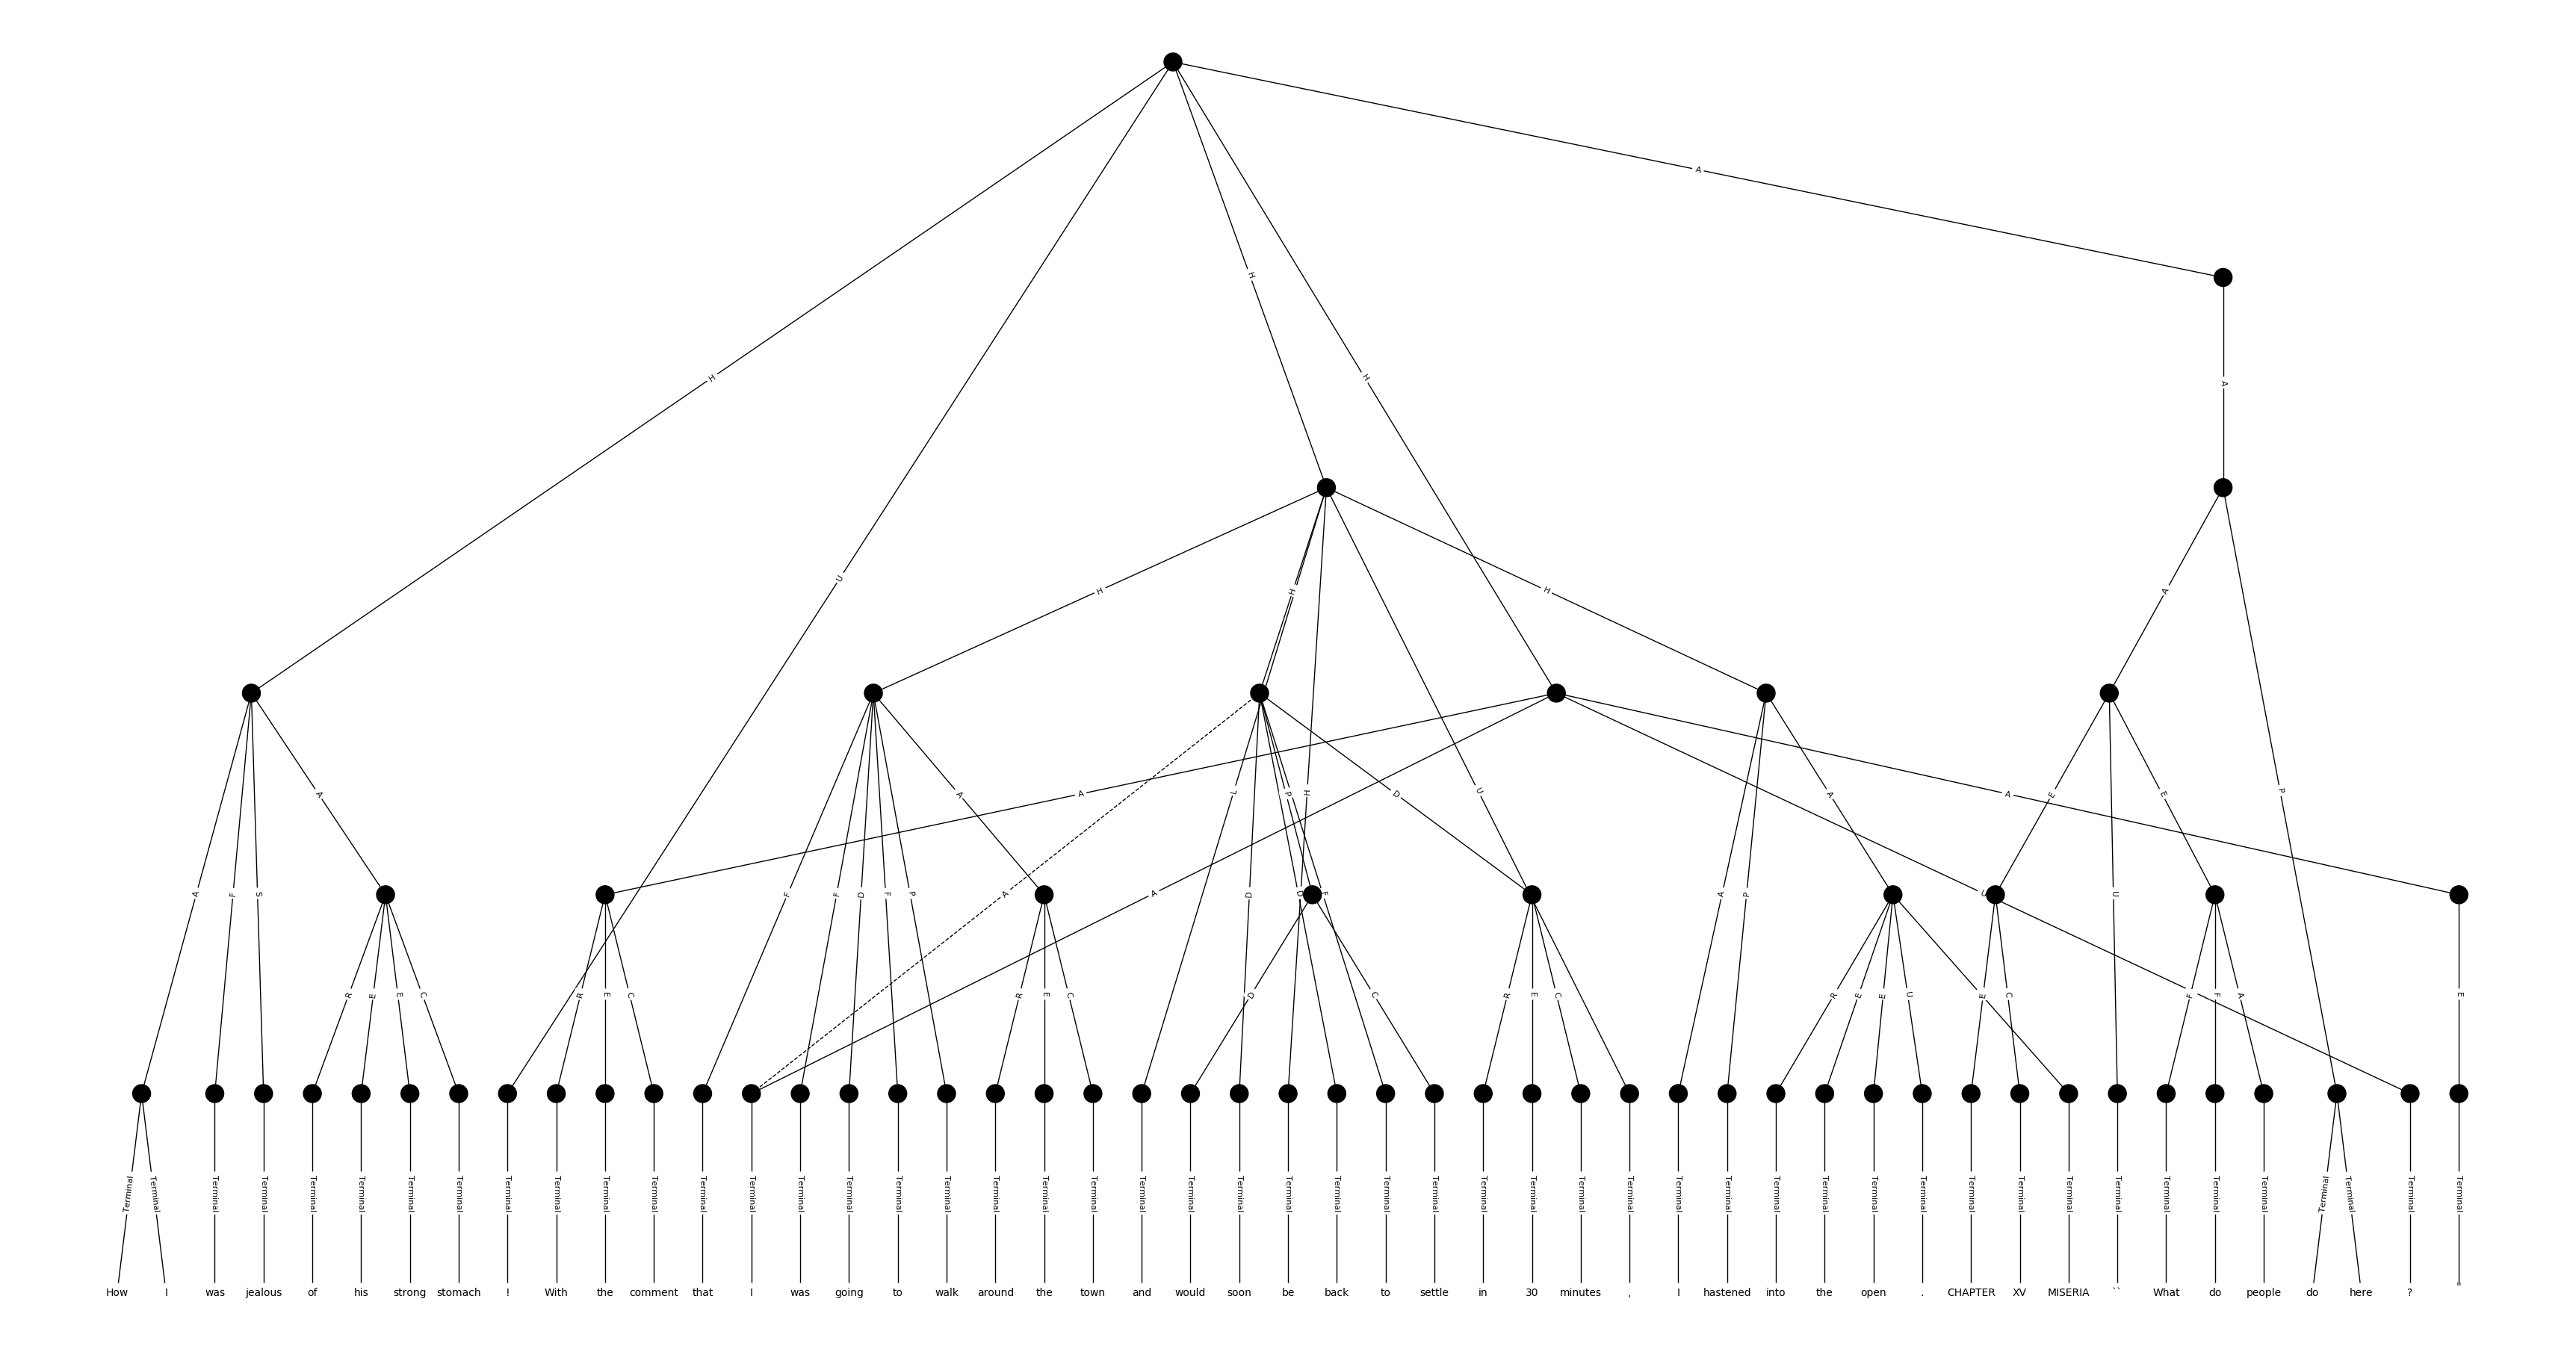 H
A
H
H
U
A
H
H
H
A
A
L
P
H
D
U
A
A
E
E
P
A
F
S
F
F
D
F
P
A
A
D
U
F
A
P
U
U
R
E
E
C
R
E
C
R
E
C
D
C
R
E
C
R
E
E
U
E
C
F
F
A
E
Terminal Terminal Terminal Terminal Terminal Terminal Terminal Terminal Terminal Terminal Terminal Terminal Terminal Terminal Terminal Terminal Terminal Terminal Terminal Terminal Terminal Terminal Terminal Terminal Terminal Terminal Terminal Terminal Terminal Terminal Terminal Terminal Terminal Terminal Terminal Terminal Terminal Terminal Terminal Terminal Terminal Terminal Terminal Terminal Terminal Terminal Terminal Terminal Terminal
How I was jealous of his strong stomach ! With the comment that I was going to walk around the town and would soon be back to settle in 30 minutes , I hastened into the open . CHAPTER XV MISERIA `` What do people do here ? "